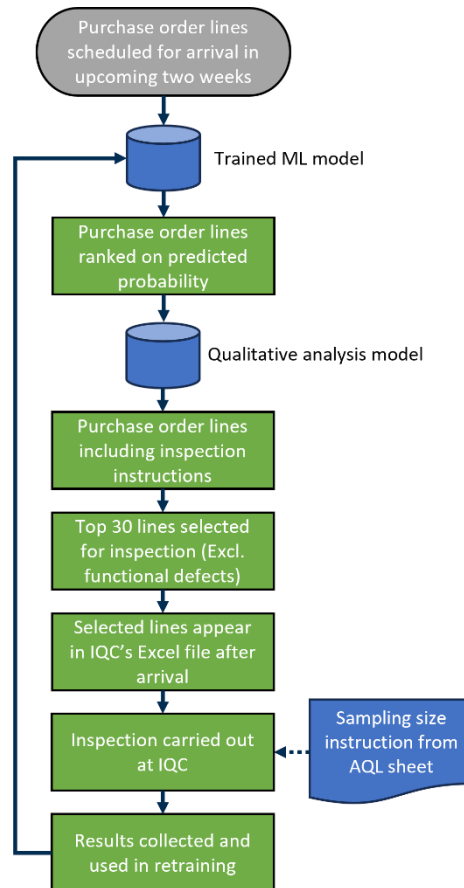 Purchase order lines
scheduled for arrival in
upcoming two weeks
Trained ML model
Purchase order lines
ranked on predicted
probability
Qualitative analysis model
Purchase order lines
including inspection
instructions
Top 30 lines selected
for inspection (Excl.
functional defects)
Selected lines appear
in IQC's Excel file after
arrival
Inspection carried out
at IQC
Sampling size
instruction from
AQL sheet
Results collected and
used in retraining